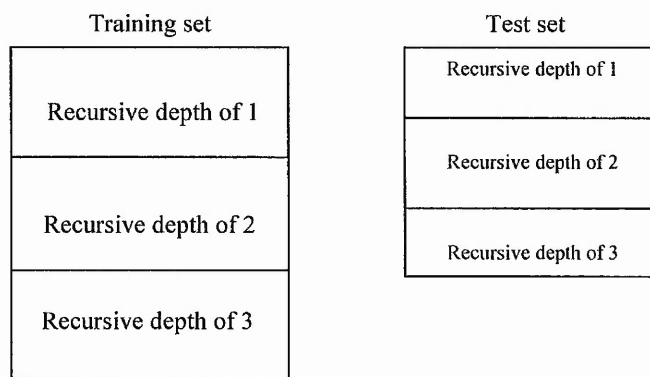 Training set
Recursive depth of 1
Recursive depth of 2
Recursive depth of 3
Test set
Recursive depth of 1
Recursive depth of 2
Recursive depth of 3